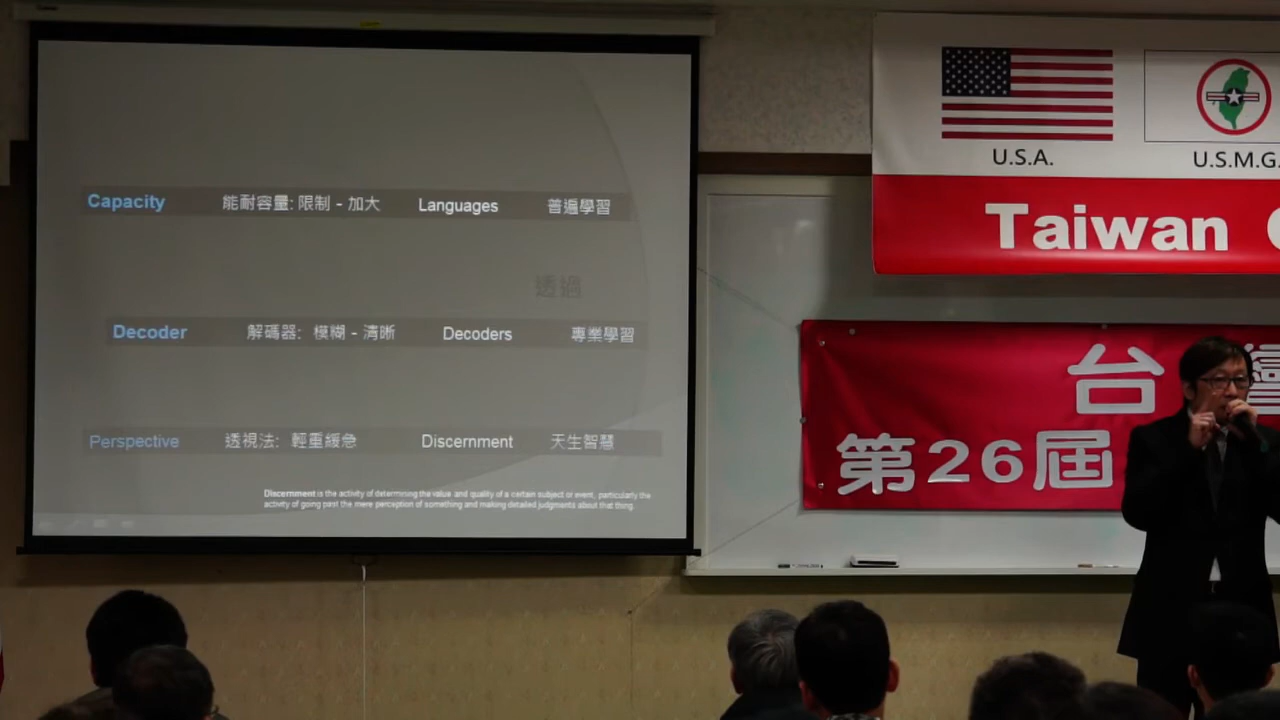 Capacity 能耐容量: 限制 - 加大 Languages 普遍學習
透過
Decoder 解碼器: 模糊 - 清晰 Decoders 專業學習
Perspective 透視法: 輕重緩急 Discernment 天生智慧
Discernment is the activity of determining the value and quality of a certain subject or event, particularly the
activity of going past the mere perception of something and making detailed judgments about that thing.
U.S.A. U.S.M.G.
Taiwan
台灣
第26屆